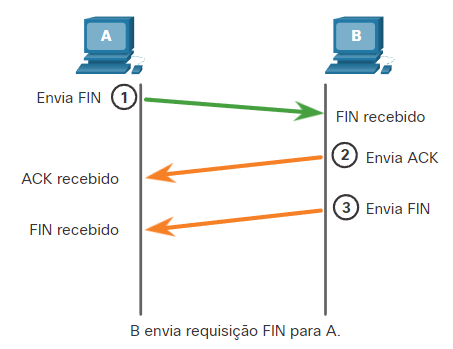 A
B
Envia FIN
1
FIN recebido
2
Envia ACK
ACK recebido
3
Envia FIN
FIN recebido
B envia requisição FIN para A.